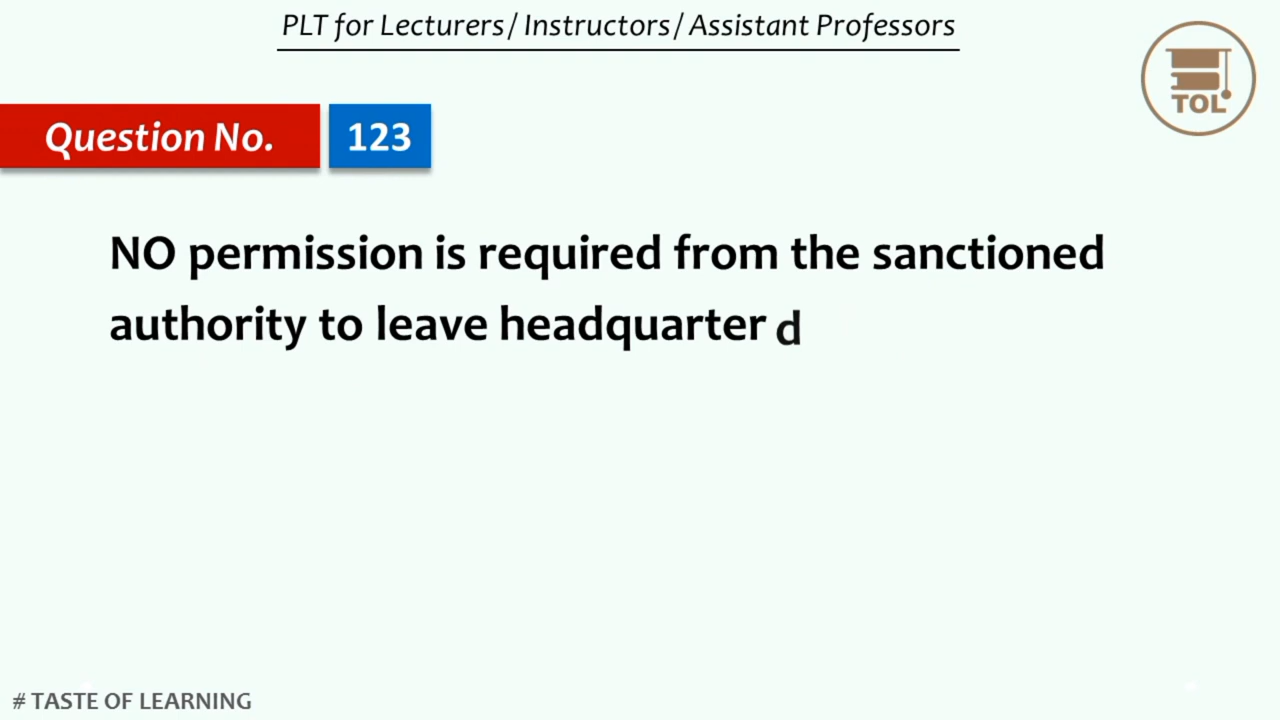 PLT for Lecturers/ Instructors/ Assistant Professors
TOL
Question No. 123
NO permission is required from the sanctioned
authority to leave headquarter d
# TASTE OF LEARNING